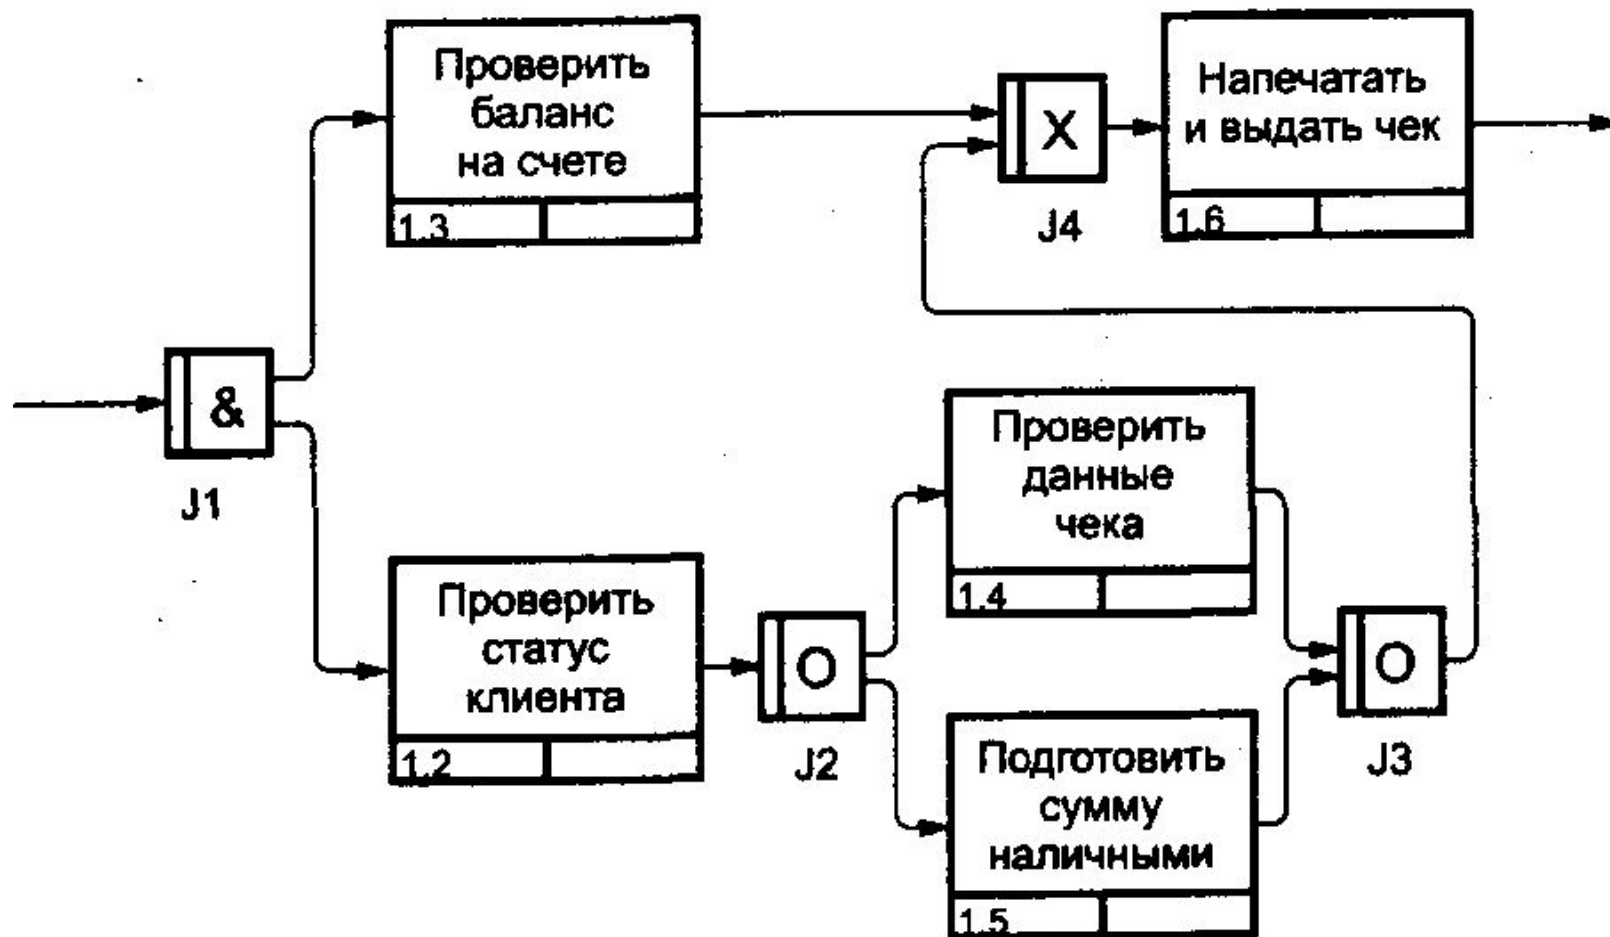 Проверить
баланс
на счете
1.3
X
J4
Напечатать
и выдать чек
1.6
&
J1
Проверить
статус
клиента
1.2
O
J2
Проверить
данные
чека
1.4
Подготовить
сумму
наличными
1.5
O
J3